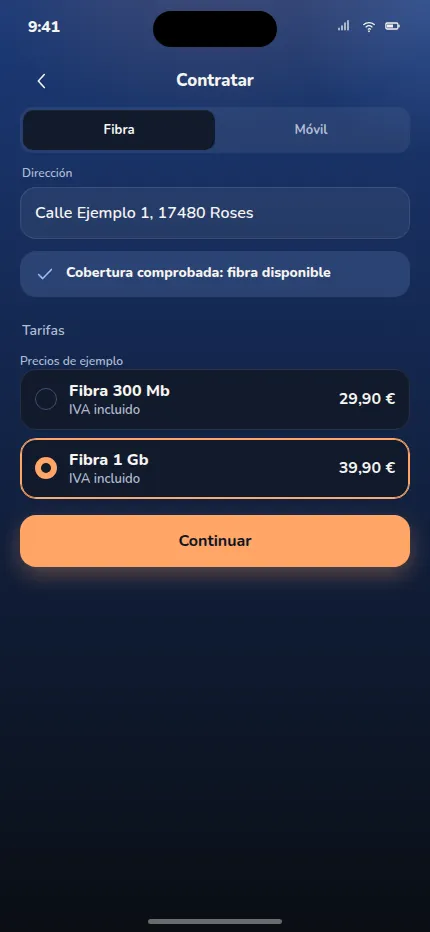 9:41
Contratar
Fibra
Móvil
Dirección
Calle Ejemplo 1, 17480 Roses
Cobertura comprobada: fibra disponible
Tarifas
Precios de ejemplo
Fibra 300 Mb
IVA incluido
29,90 €
Fibra 1 Gb
IVA incluido
39,90 €
Continuar